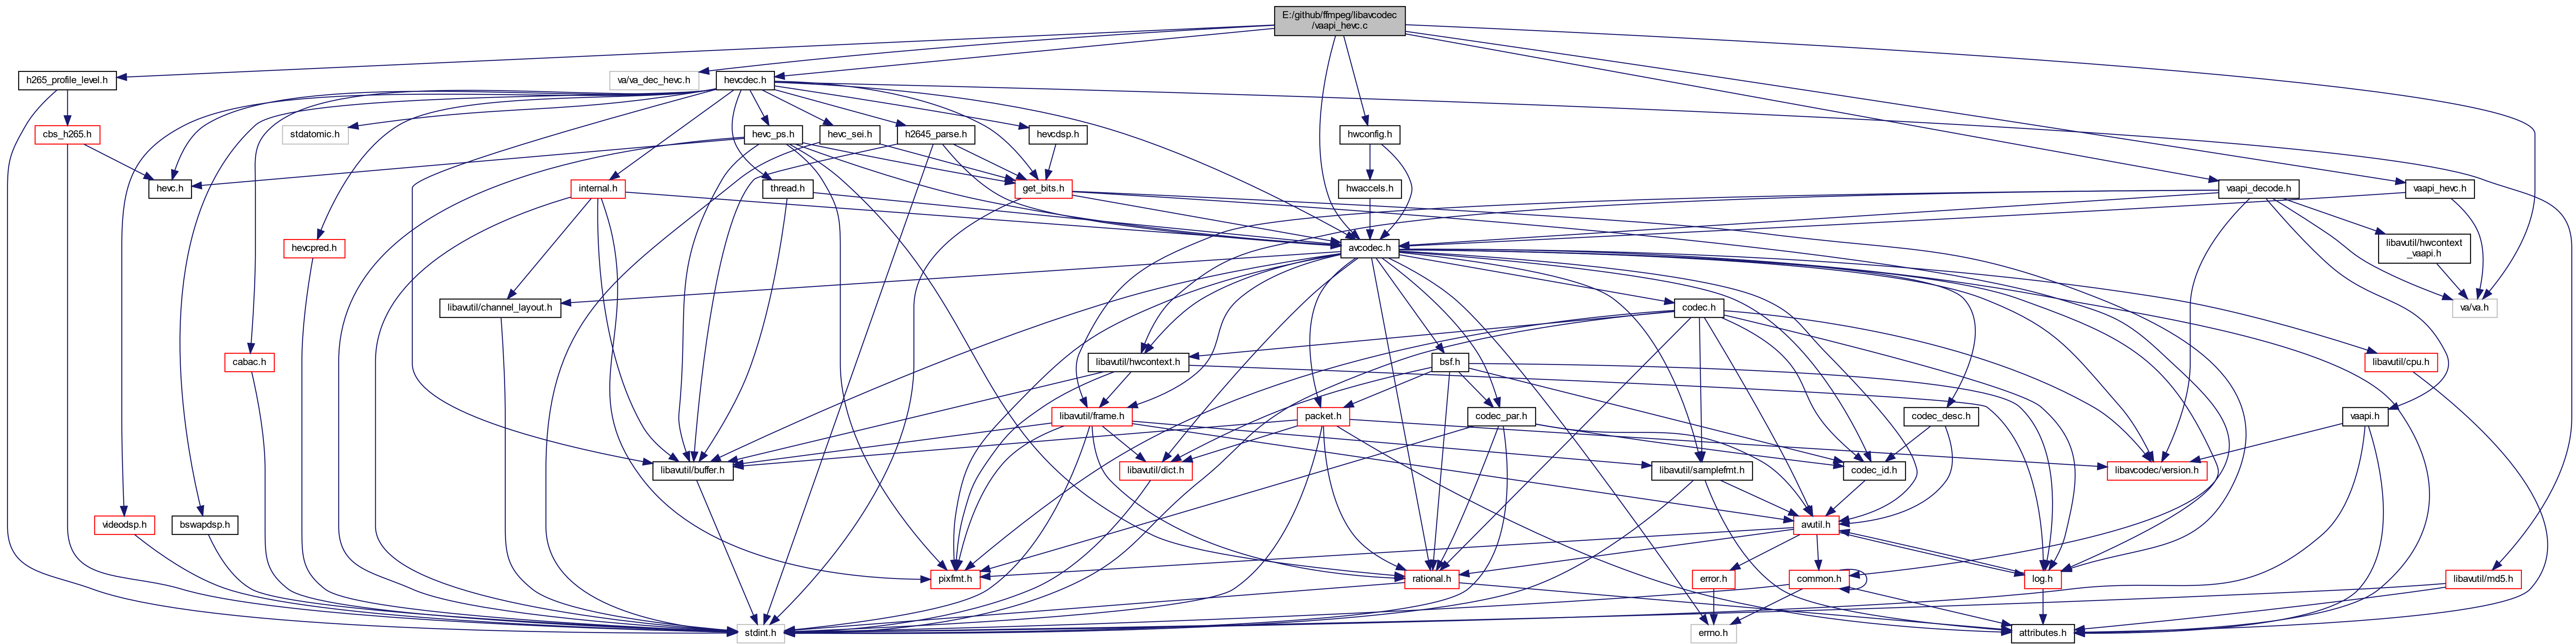 E:/github/ffmpeg/libavcodec
/vaapi_hevc.c
h265_profile_level.h
va/va_dec_hevc.h
hevcdec.h
cbs_h265.h
stdatomic.h
hevc_ps.h
hevc_sei.h
h2645_parse.h
hevcdsp.h
hwconfig.h
hevc.h
internal.h
thread.h
get_bits.h
hwaccels.h
vaapi_decode.h
vaapi_hevc.h
hevcpred.h
avcodec.h
libavutil/hwcontext
_vaapi.h
libavutil/channel_layout.h
codec.h
va/va.h
cabac.h
libavutil/hwcontext.h
bsf.h
libavutil/cpu.h
libavutil/frame.h
packet.h
codec_par.h
codec_desc.h
vaapi.h
libavutil/buffer.h
libavutil/dict.h
libavutil/samplefmt.h
codec_id.h
libavcodec/version.h
videodsp.h
bswapdsp.h
avutil.h
pixfmt.h
rational.h
error.h
common.h
log.h
libavutil/md5.h
stdint.h
errno.h
attributes.h